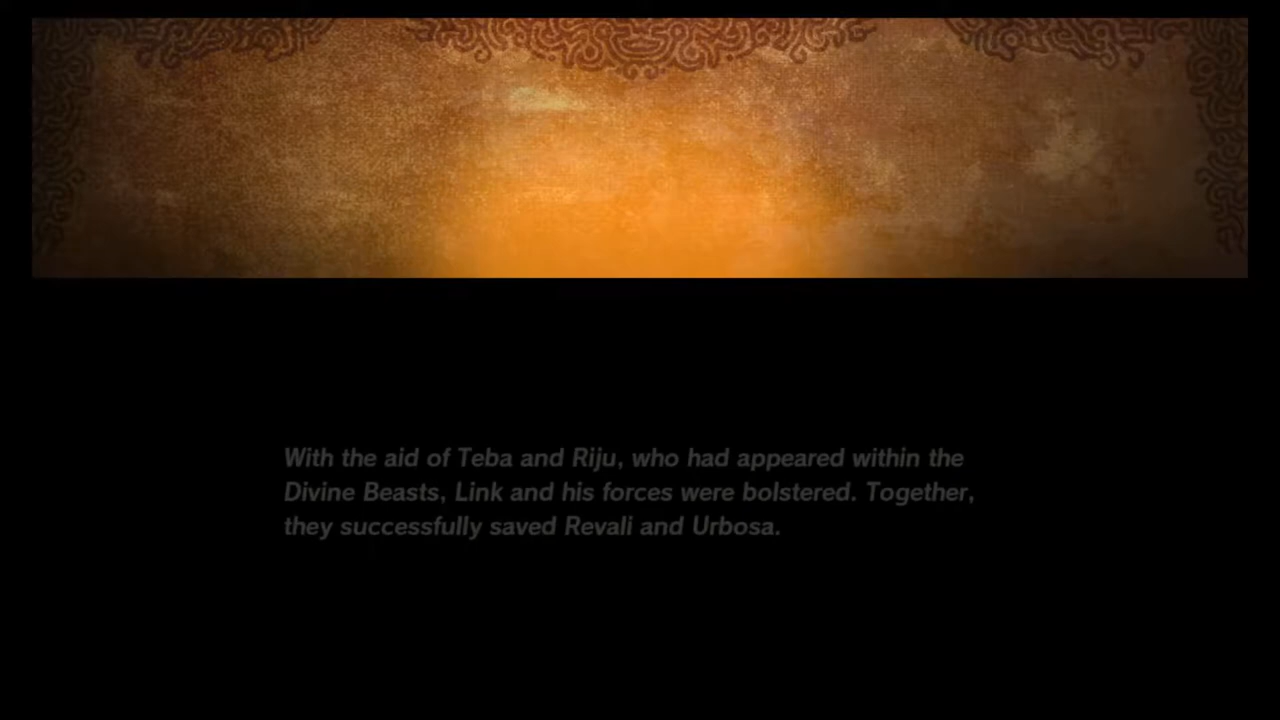 With the aid of Teba and Riju, who had appeared within the
Divine Beasts, Link and his forces were bolstered. Together,
they successfully saved Revali and Urbosa.